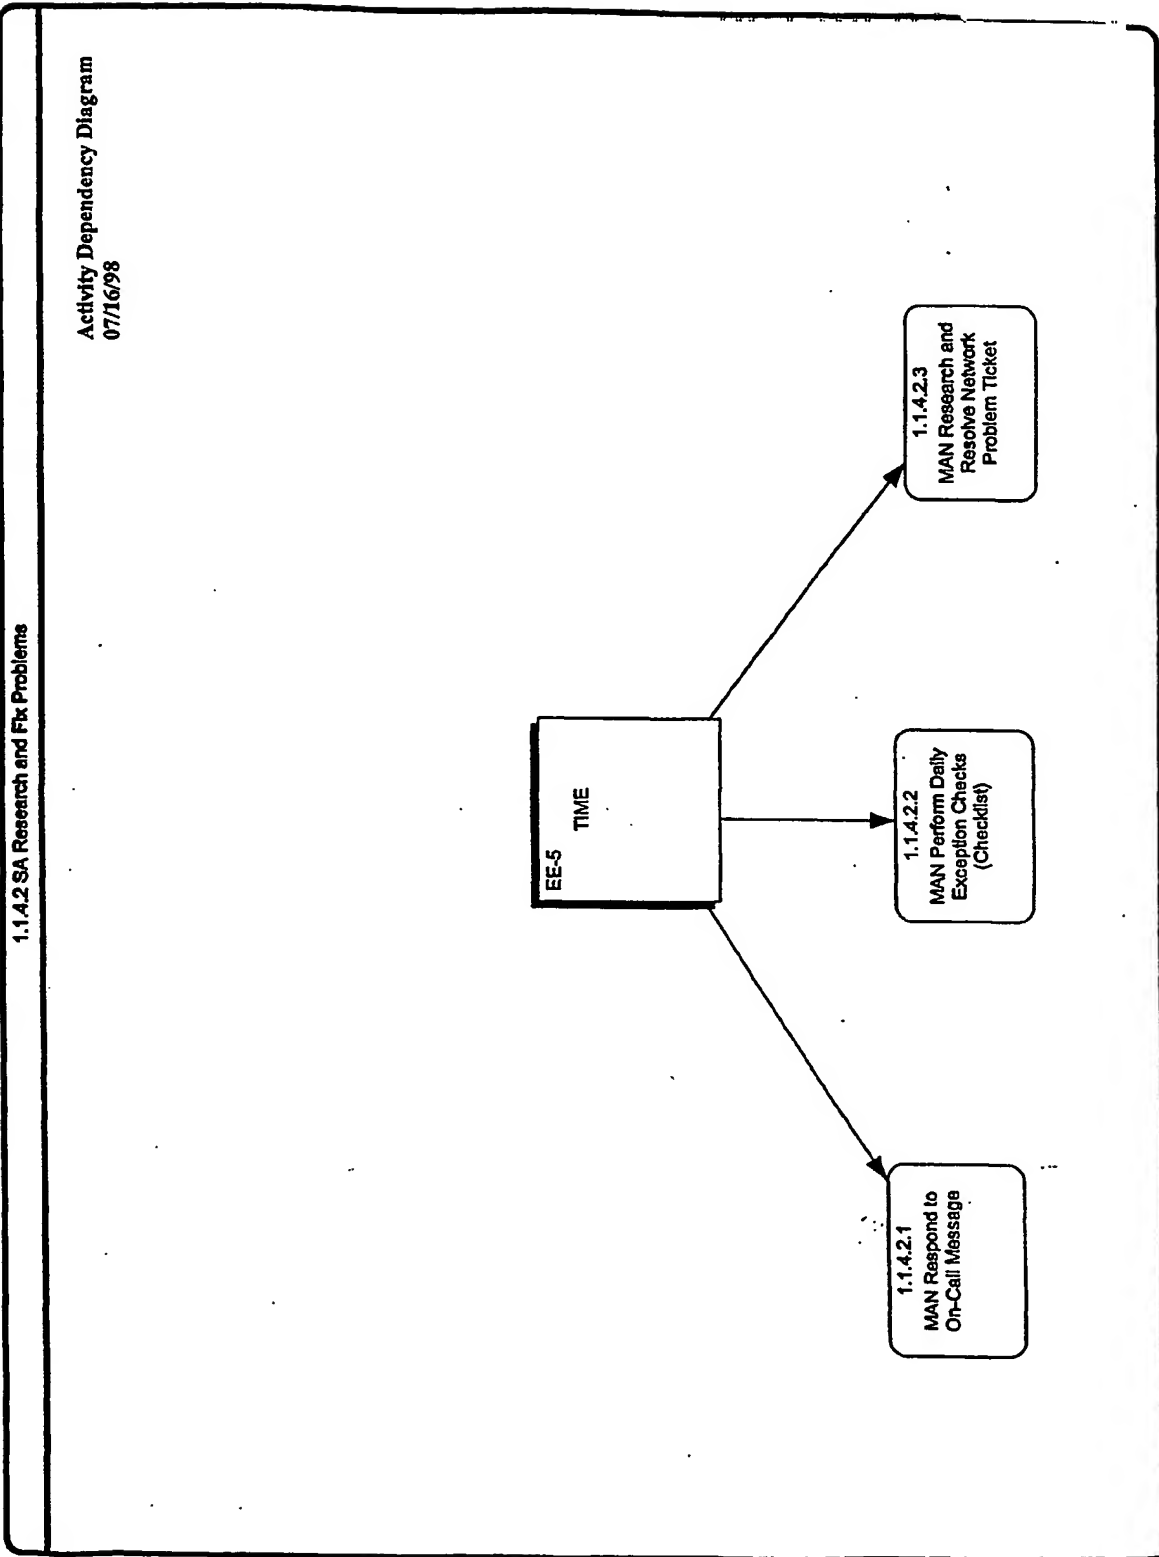 1.1.4.2 SA Research and Fix Problems
Activity Dependency Diagram
07/16/98
EE-5
TIME
1.1.4.2.1
MAN Respond to
On-Call Message
1.1.4.2.2
MAN Perform Daily
Exception Checks
(Checklist)
1.1.4.2.3
MAN Research and
Resolve Network
Problem Ticket